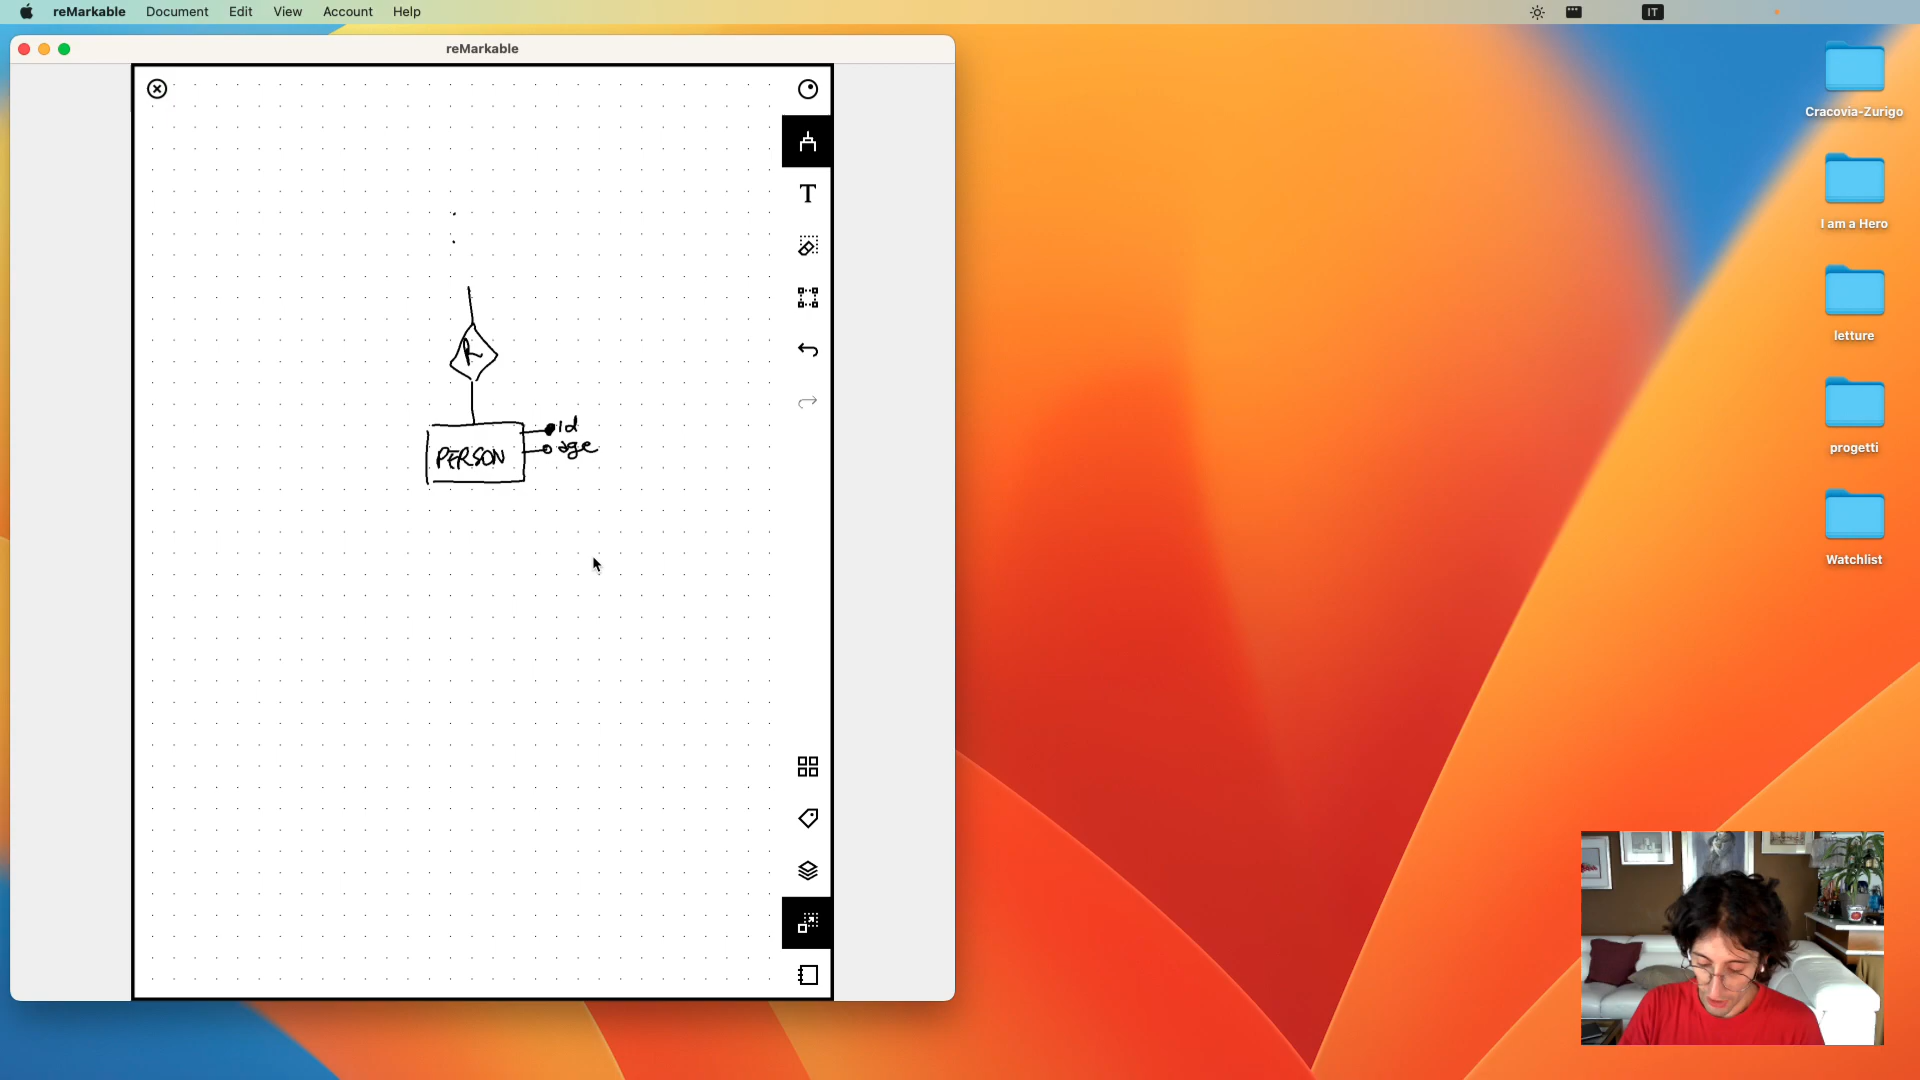 reMarkable Document Edit View Account Help IT
reMarkable
Cracovia-Zurigo
T
I am a Hero
letture
R
id
age
PERSON
progetti
Watchlist